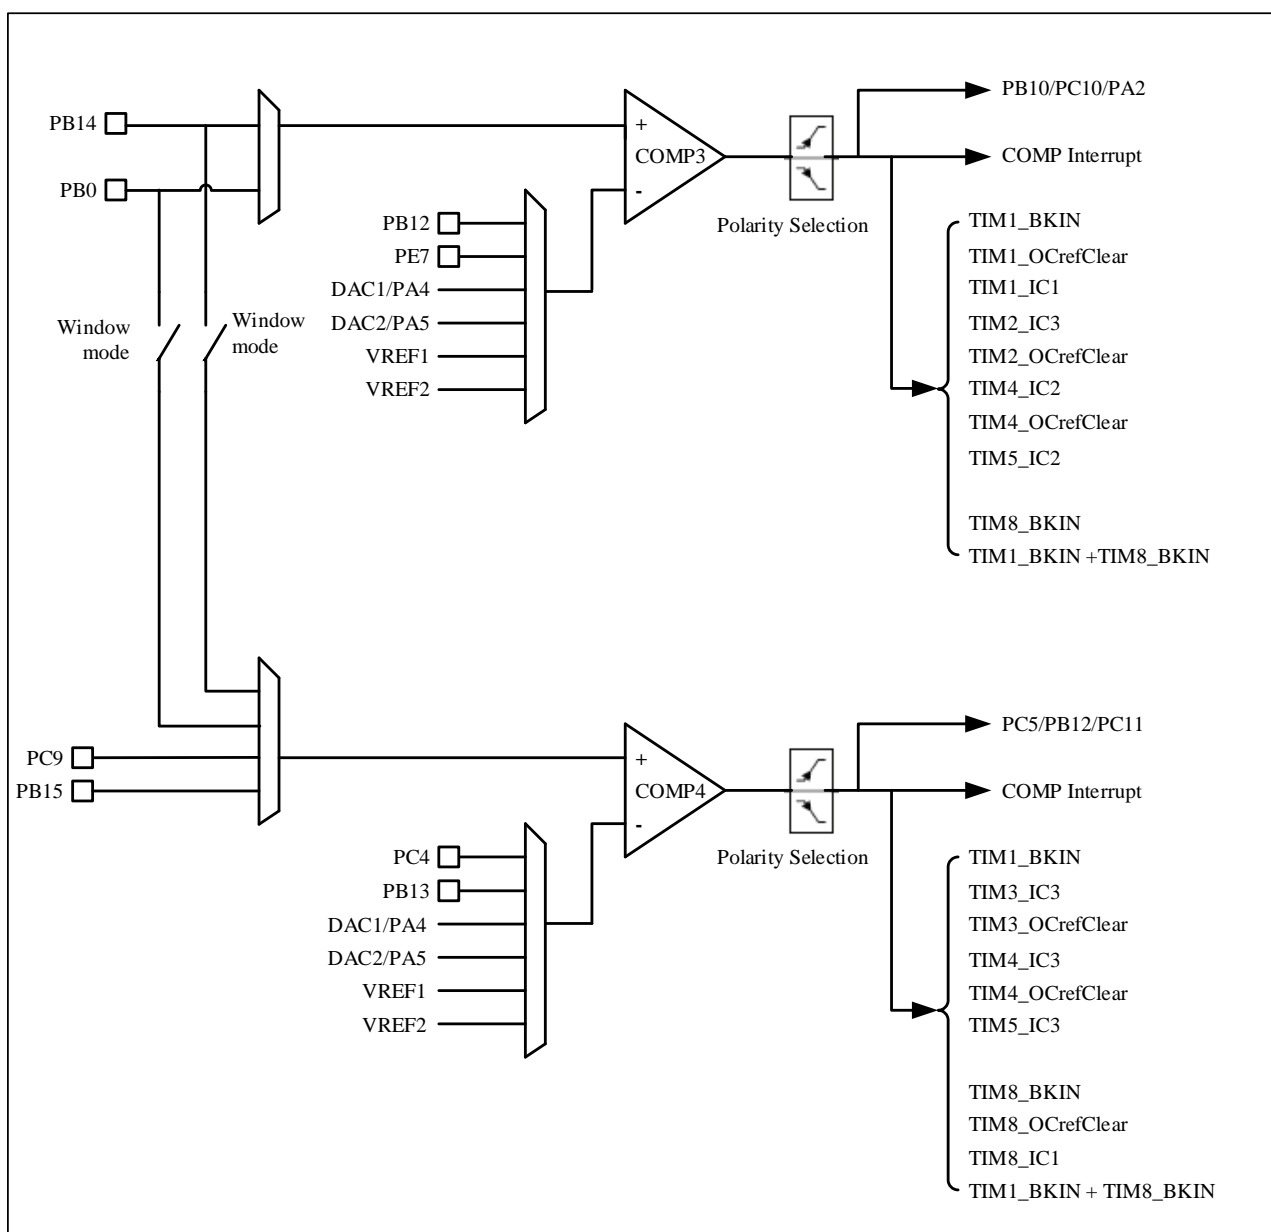 PB10/PC10/PA2
PB14
+
COMP3
COMP Interrupt
PB0
-
PB12
Polarity Selection
TIM1_BKIN
PE7
TIM1_OCrefClear
DAC1/PA4
TIM1_IC1
Window
mode
Window
mode
DAC2/PA5
TIM2_IC3
VREF1
TIM2_OCrefClear
VREF2
TIM4_IC2
TIM4_OCrefClear
TIM5_IC2
TIM8_BKIN
TIM1_BKIN +TIM8_BKIN
PC5/PB12/PC11
PC9
+
PB15
COMP4
COMP Interrupt
-
PC4
Polarity Selection
TIM1_BKIN
PB13
TIM3_IC3
DAC1/PA4
TIM3_OCrefClear
DAC2/PA5
TIM4_IC3
VREF1
TIM4_OCrefClear
VREF2
TIM5_IC3
TIM8_BKIN
TIM8_OCrefClear
TIM8_IC1
TIM1_BKIN + TIM8_BKIN